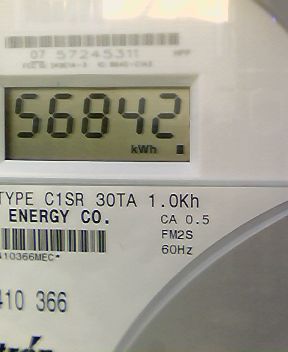 07 57245311
56842
kWh
TYPE C1SR 30TA 1.0Kh
ENERGY CO.
CA 0.5
FM2S
60Hz
410366MEC*
410 366